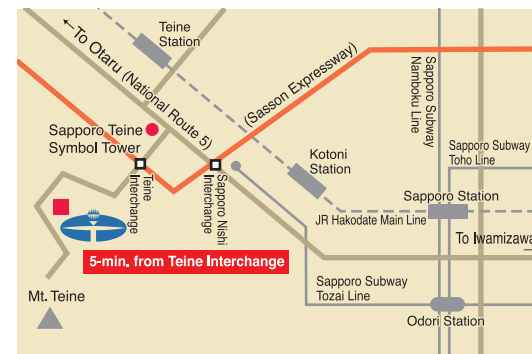 Teine
Station
To Otaru (National Route 5)
(Sasson Expressway)
Sapporo Subway
Namboku Line
Sapporo Teine
Symbol Tower
Kotoni
Station
Sapporo Subway
Toho Line
Teine
Interchange
Sapporo Nishi
Interchange
Sapporo Station
JR Hakodate Main Line
To Iwamizawa
5-min. from Teine Interchange
Sapporo Subway
Tozai Line
Mt. Teine
Odori Station